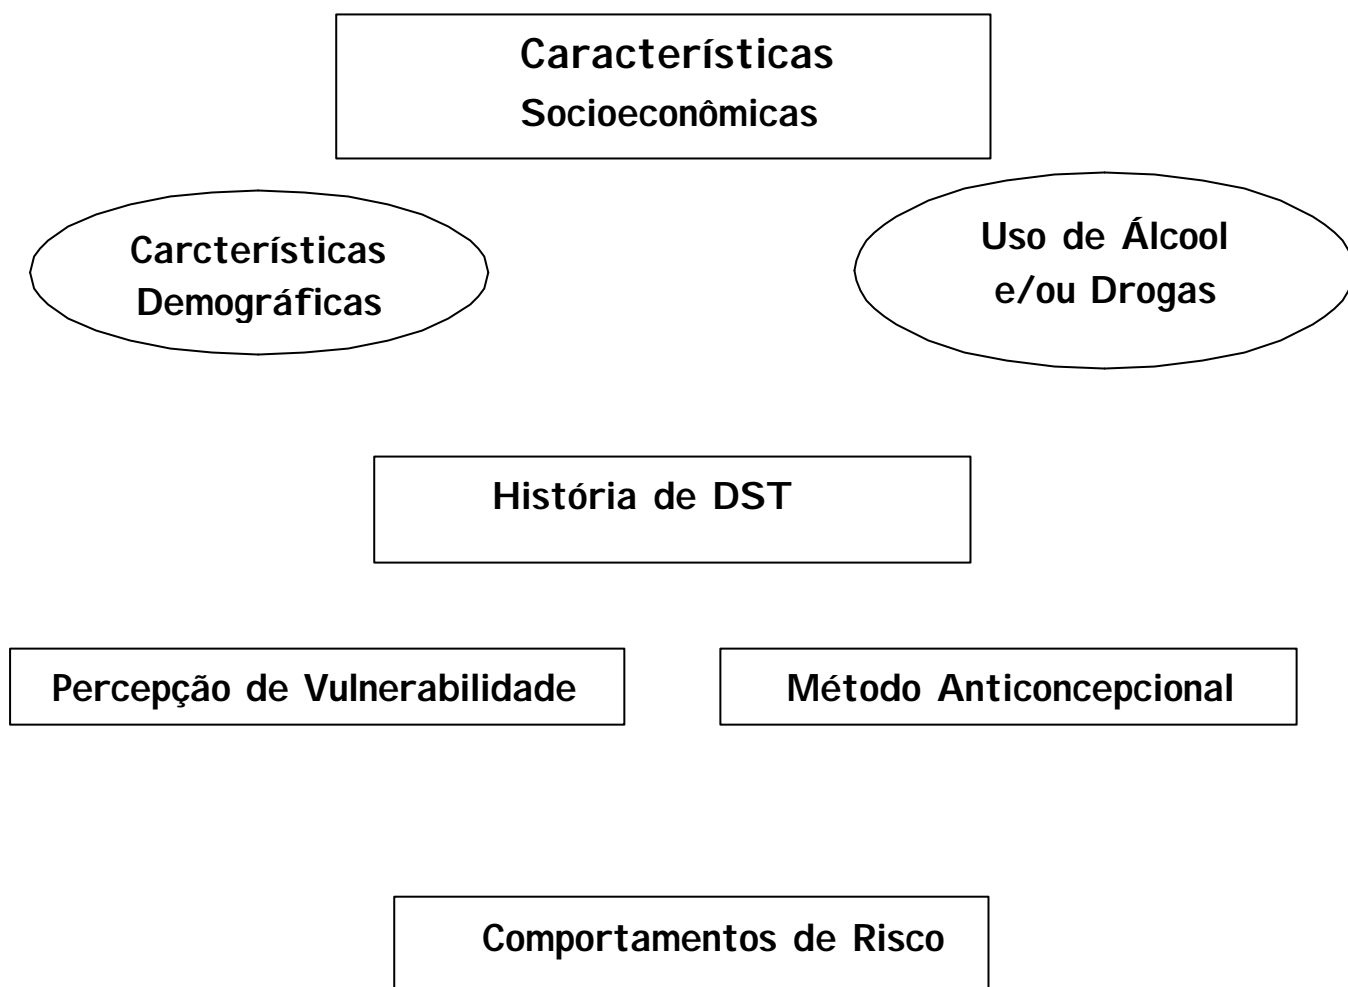 Características
Socioeconômicas
Carcterísticas
Demográficas
Uso de Álcool
e/ou Drogas
História de DST
Percepção de Vulnerabilidade
Método Anticoncepcional
Comportamentos de Risco